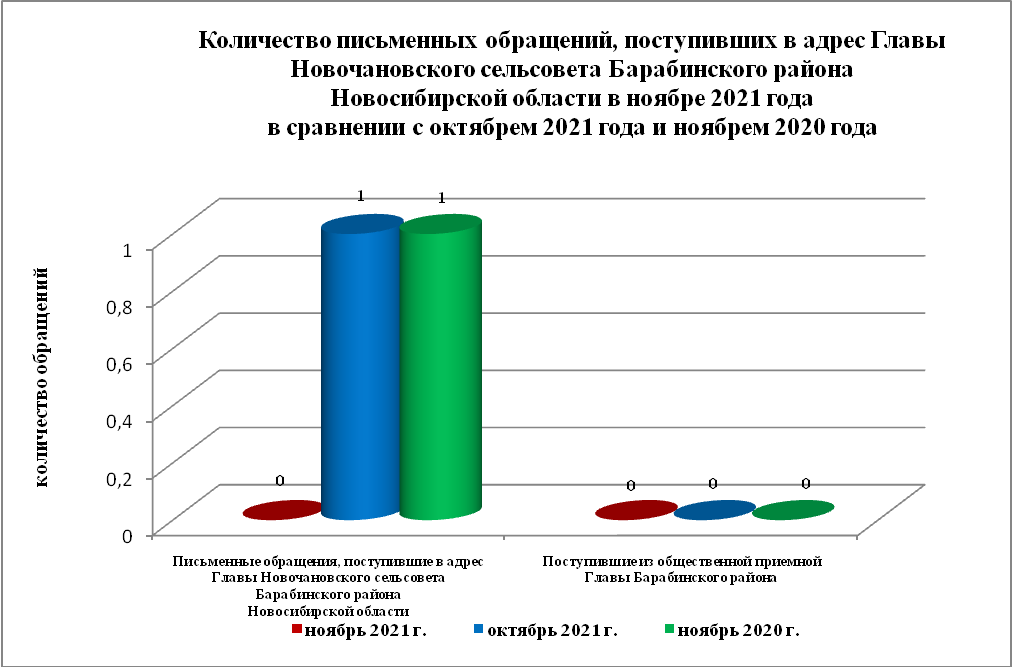 Количество письменных обращений, поступивших в адрес Главы
Новочановского сельсовета Барабинского района
Новосибирской области в ноябре 2021 года
в сравнении с октябрем 2021 года и ноябрем 2020 года
количество обращений
1
0,8
0,6
0,4
0,2
0
0
1
1
0
0
0
Письменные обращения, поступившие в адрес
Главы Новочановского сельсовета
Барабинского района
Новосибирской области
Поступившие из общественной приемной
Главы Барабинского района
ноябрь 2021 г.
октябрь 2021 г.
ноябрь 2020 г.